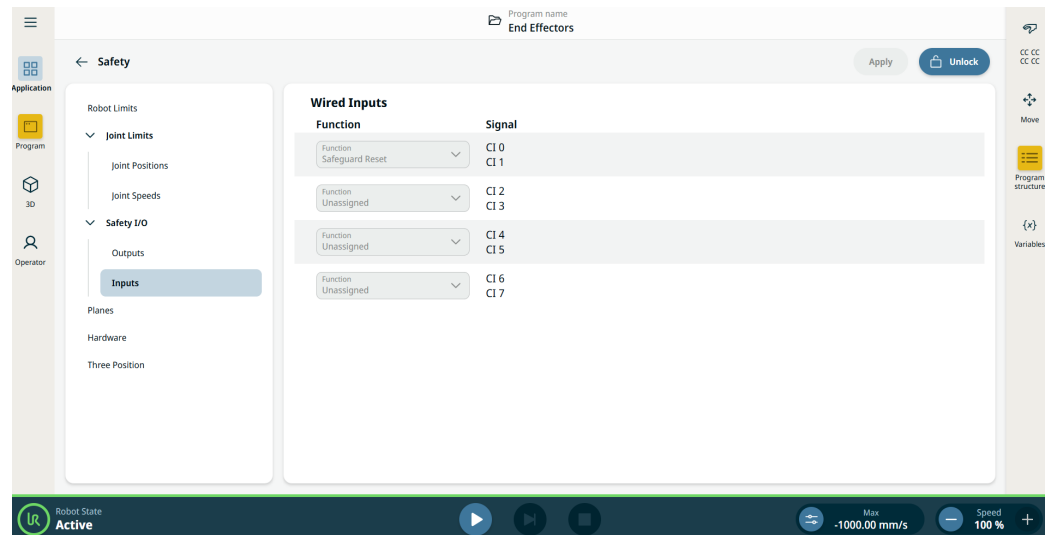 Program name
End Effectors
Safety
Apply
Unlock
Application
Program
3D
Operator
Robot Limits
Joint Limits
Joint Positions
Joint Speeds
Safety I/O
Outputs
Inputs
Planes
Hardware
Three Position
Wired Inputs
Function Signal
Function
Safeguard Reset
CI 0
CI 1
Function
Unassigned
CI 2
CI 3
Function
Unassigned
CI 4
CI 5
Function
Unassigned
CI 6
CI 7
CC CC
CC CC
Move
Program
structure
{x}
Variables
UR
Robot State
Active
Max
-1000.00 mm/s
Speed
100 %